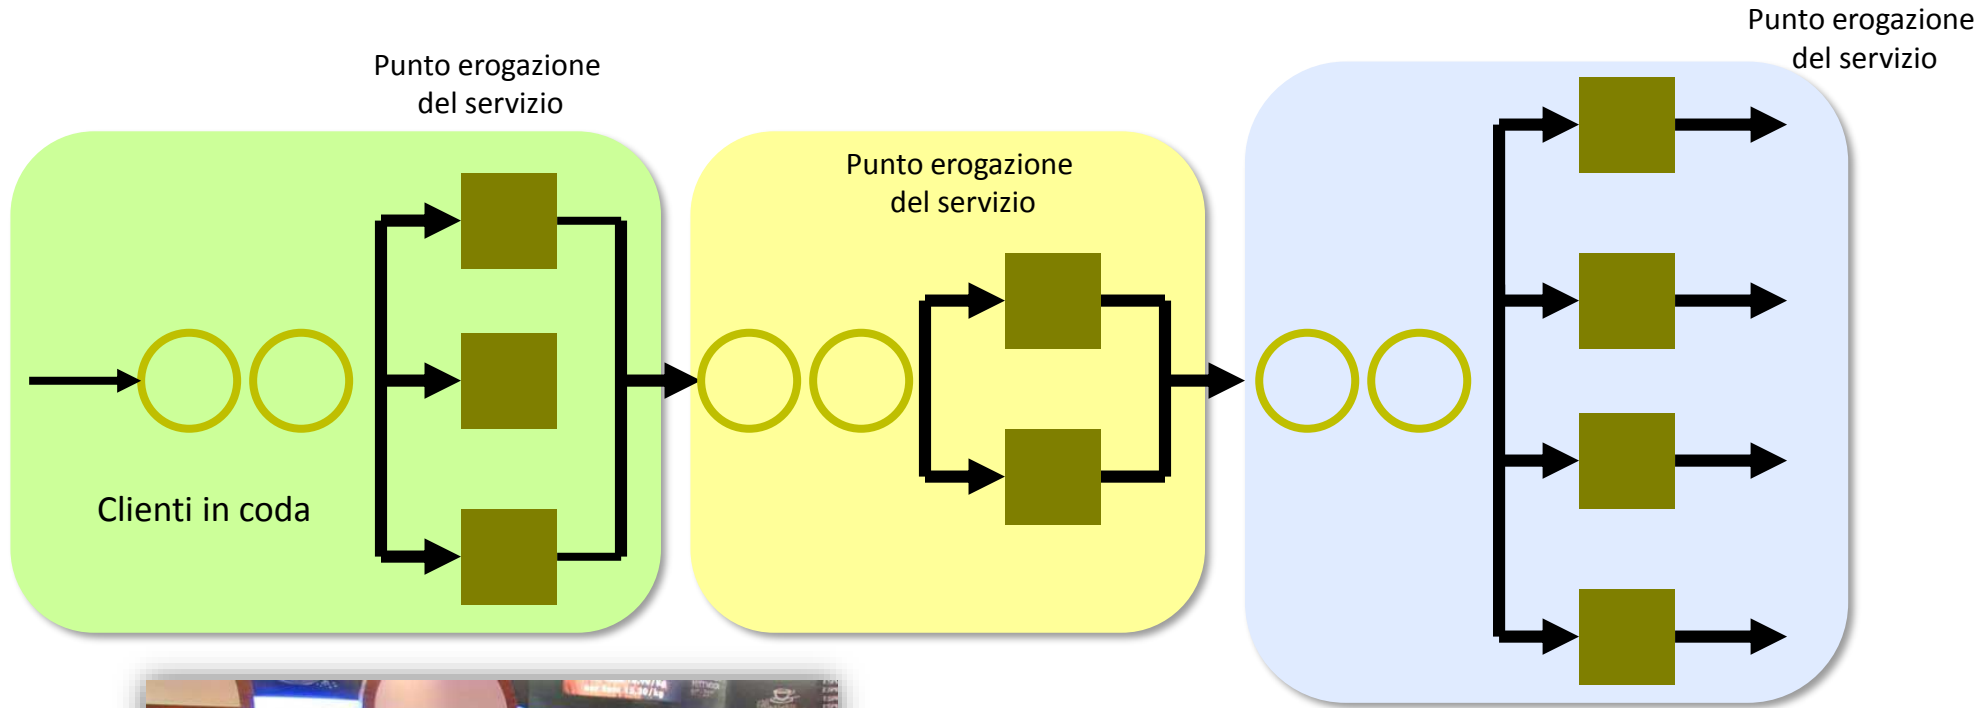 Punto erogazione
del servizio
Punto erogazione
del servizio
Punto erogazione
del servizio
Clienti in coda